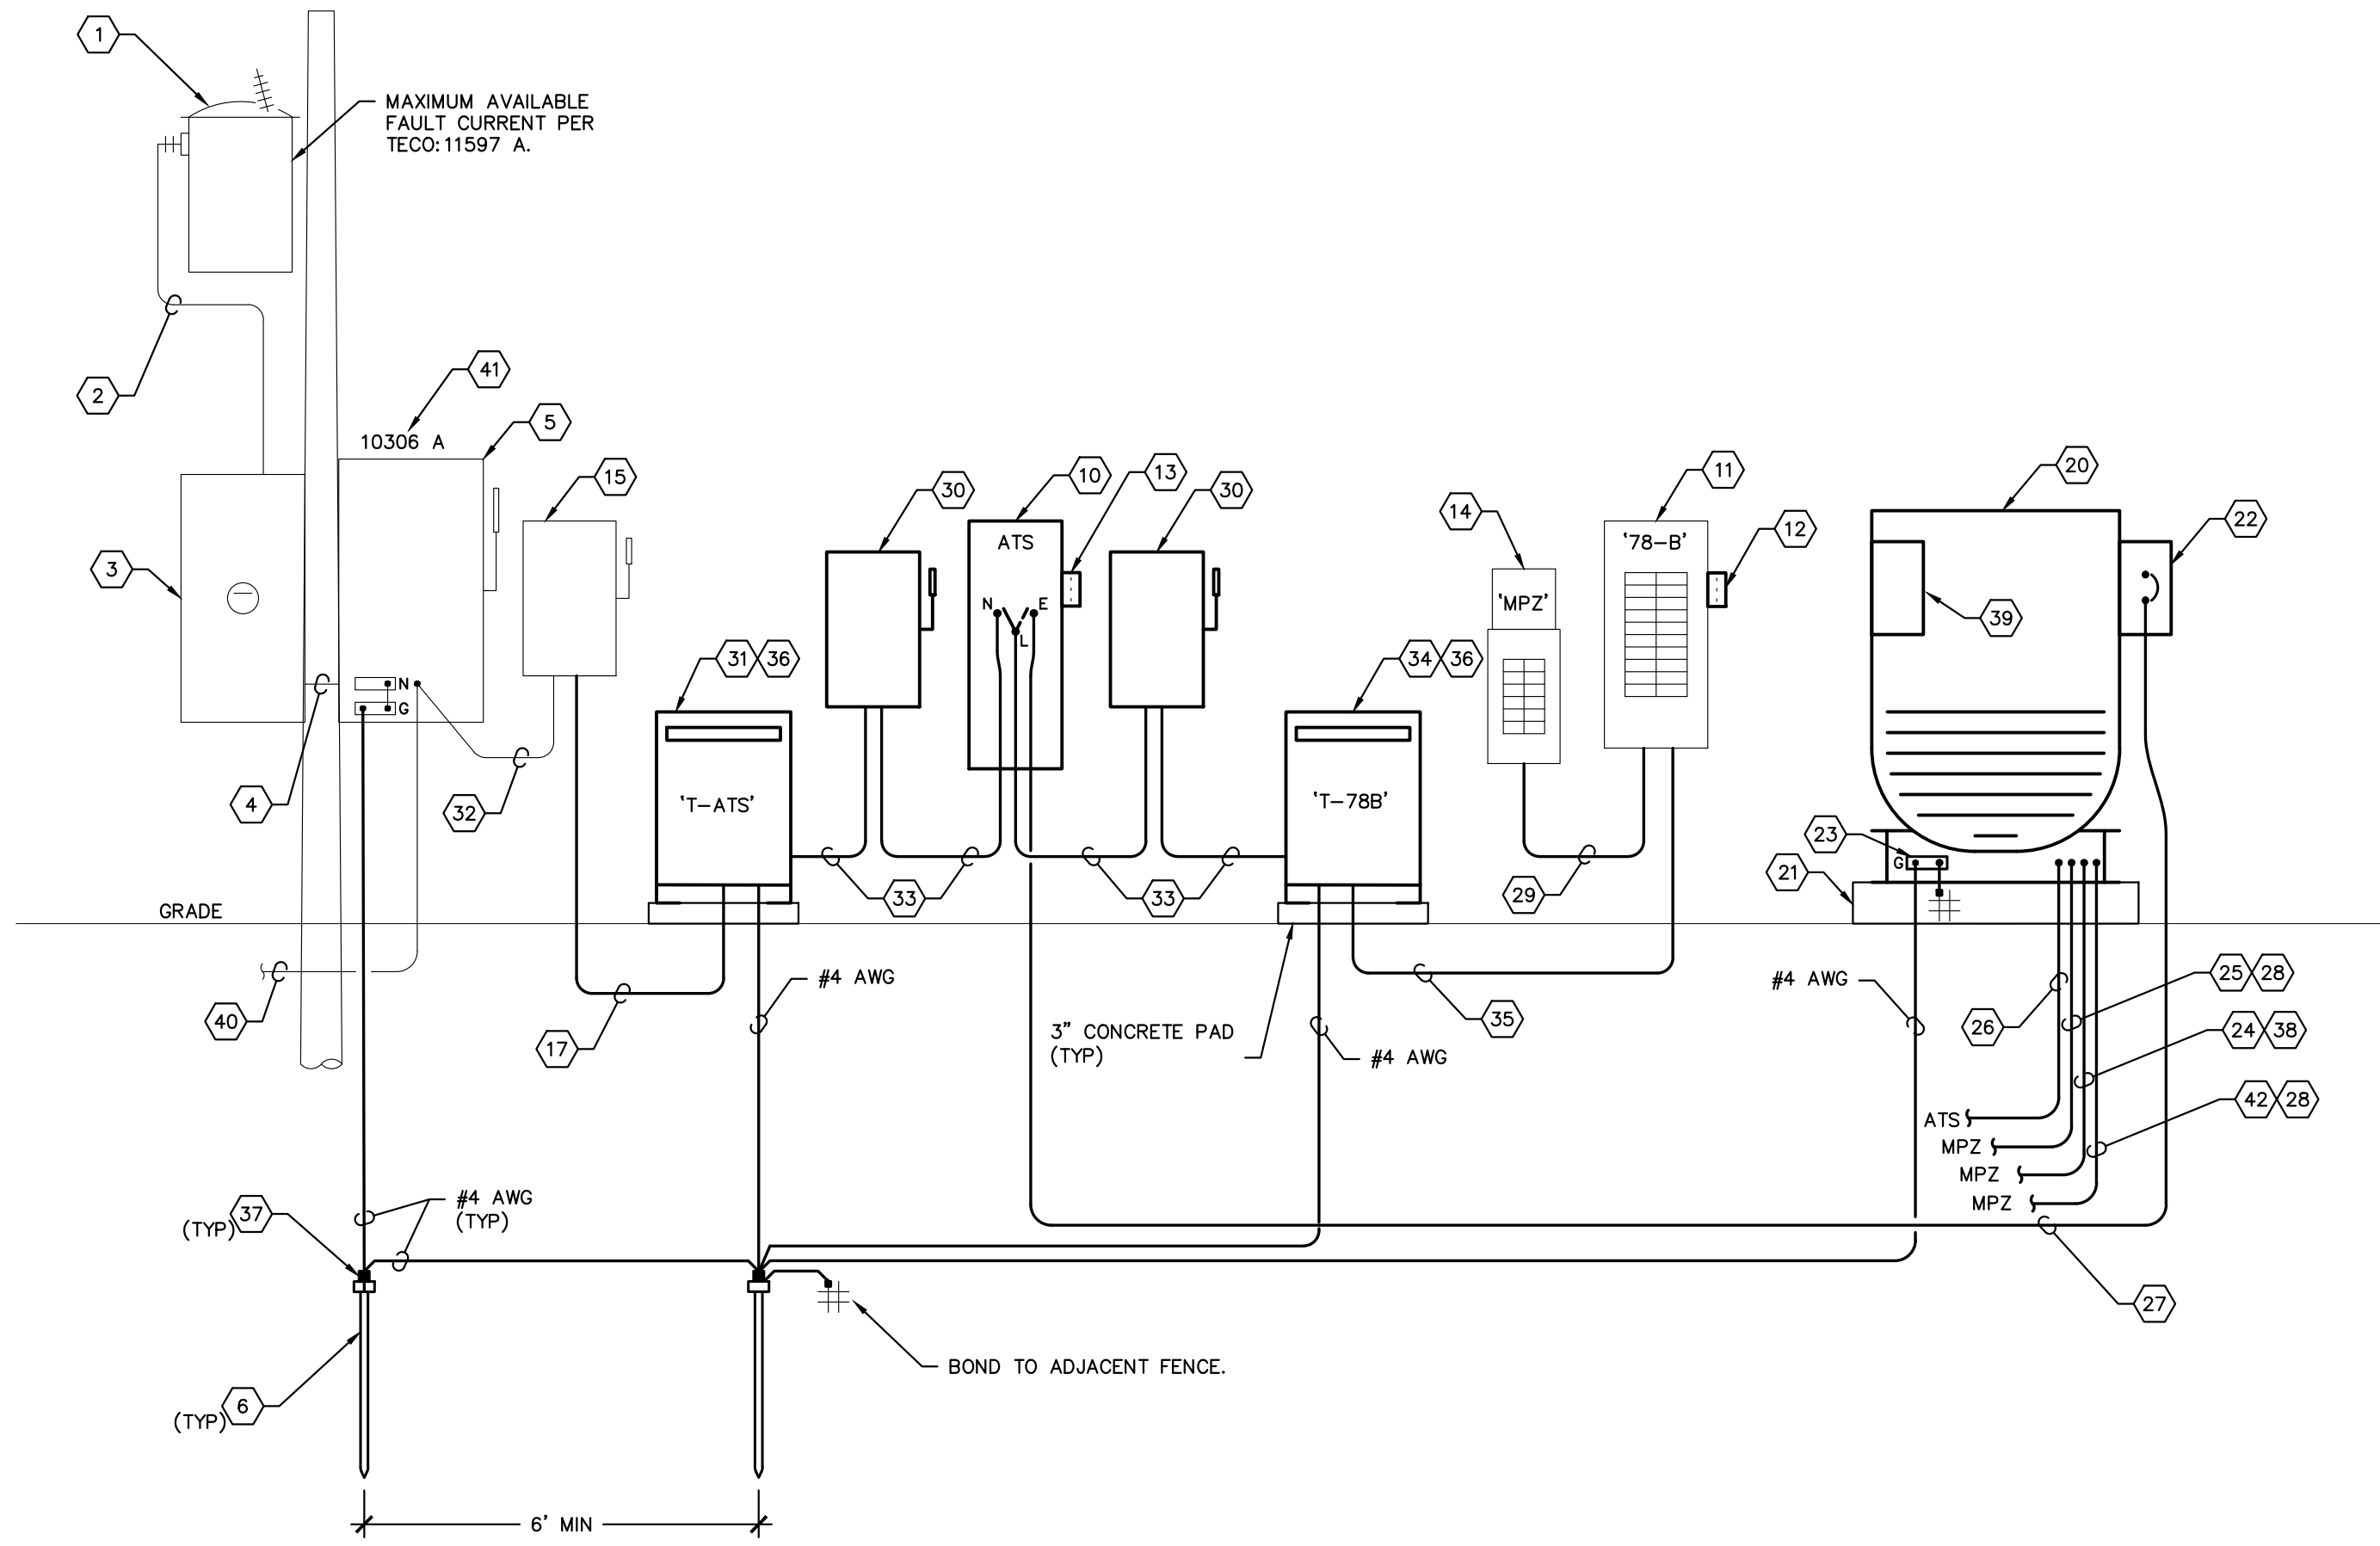 1
MAXIMUM AVAILABLE
FAULT CURRENT PER
TECO: 11597 A.
2
41
10306 A
5
15
3
30
10
13
30
14
11
12
20
22
ATS
N
E
L
'MPZ'
'78-B'
39
31
36
34
36
N
G
4
32
'T-ATS'
'T-78B'
33
33
29
23
G
21
GRADE
40
17
#4 AWG
3" CONCRETE PAD
(TYP)
#4 AWG
35
#4 AWG
26
25
28
24
38
42
28
ATS
MPZ
MPZ
MPZ
(TYP)
37
#4 AWG
(TYP)
27
BOND TO ADJACENT FENCE.
(TYP)
6
6' MIN